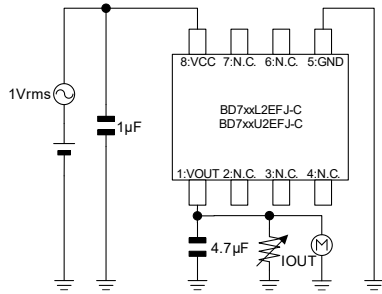 8:VCC 7:N.C. 6:N.C. 5:GND
1Vrms
BD7xxL2EFJ-C
BD7xxU2EFJ-C
1µF
1:VOUT 2:N.C. 3:N.C. 4:N.C.
4.7µF
IOUT
M